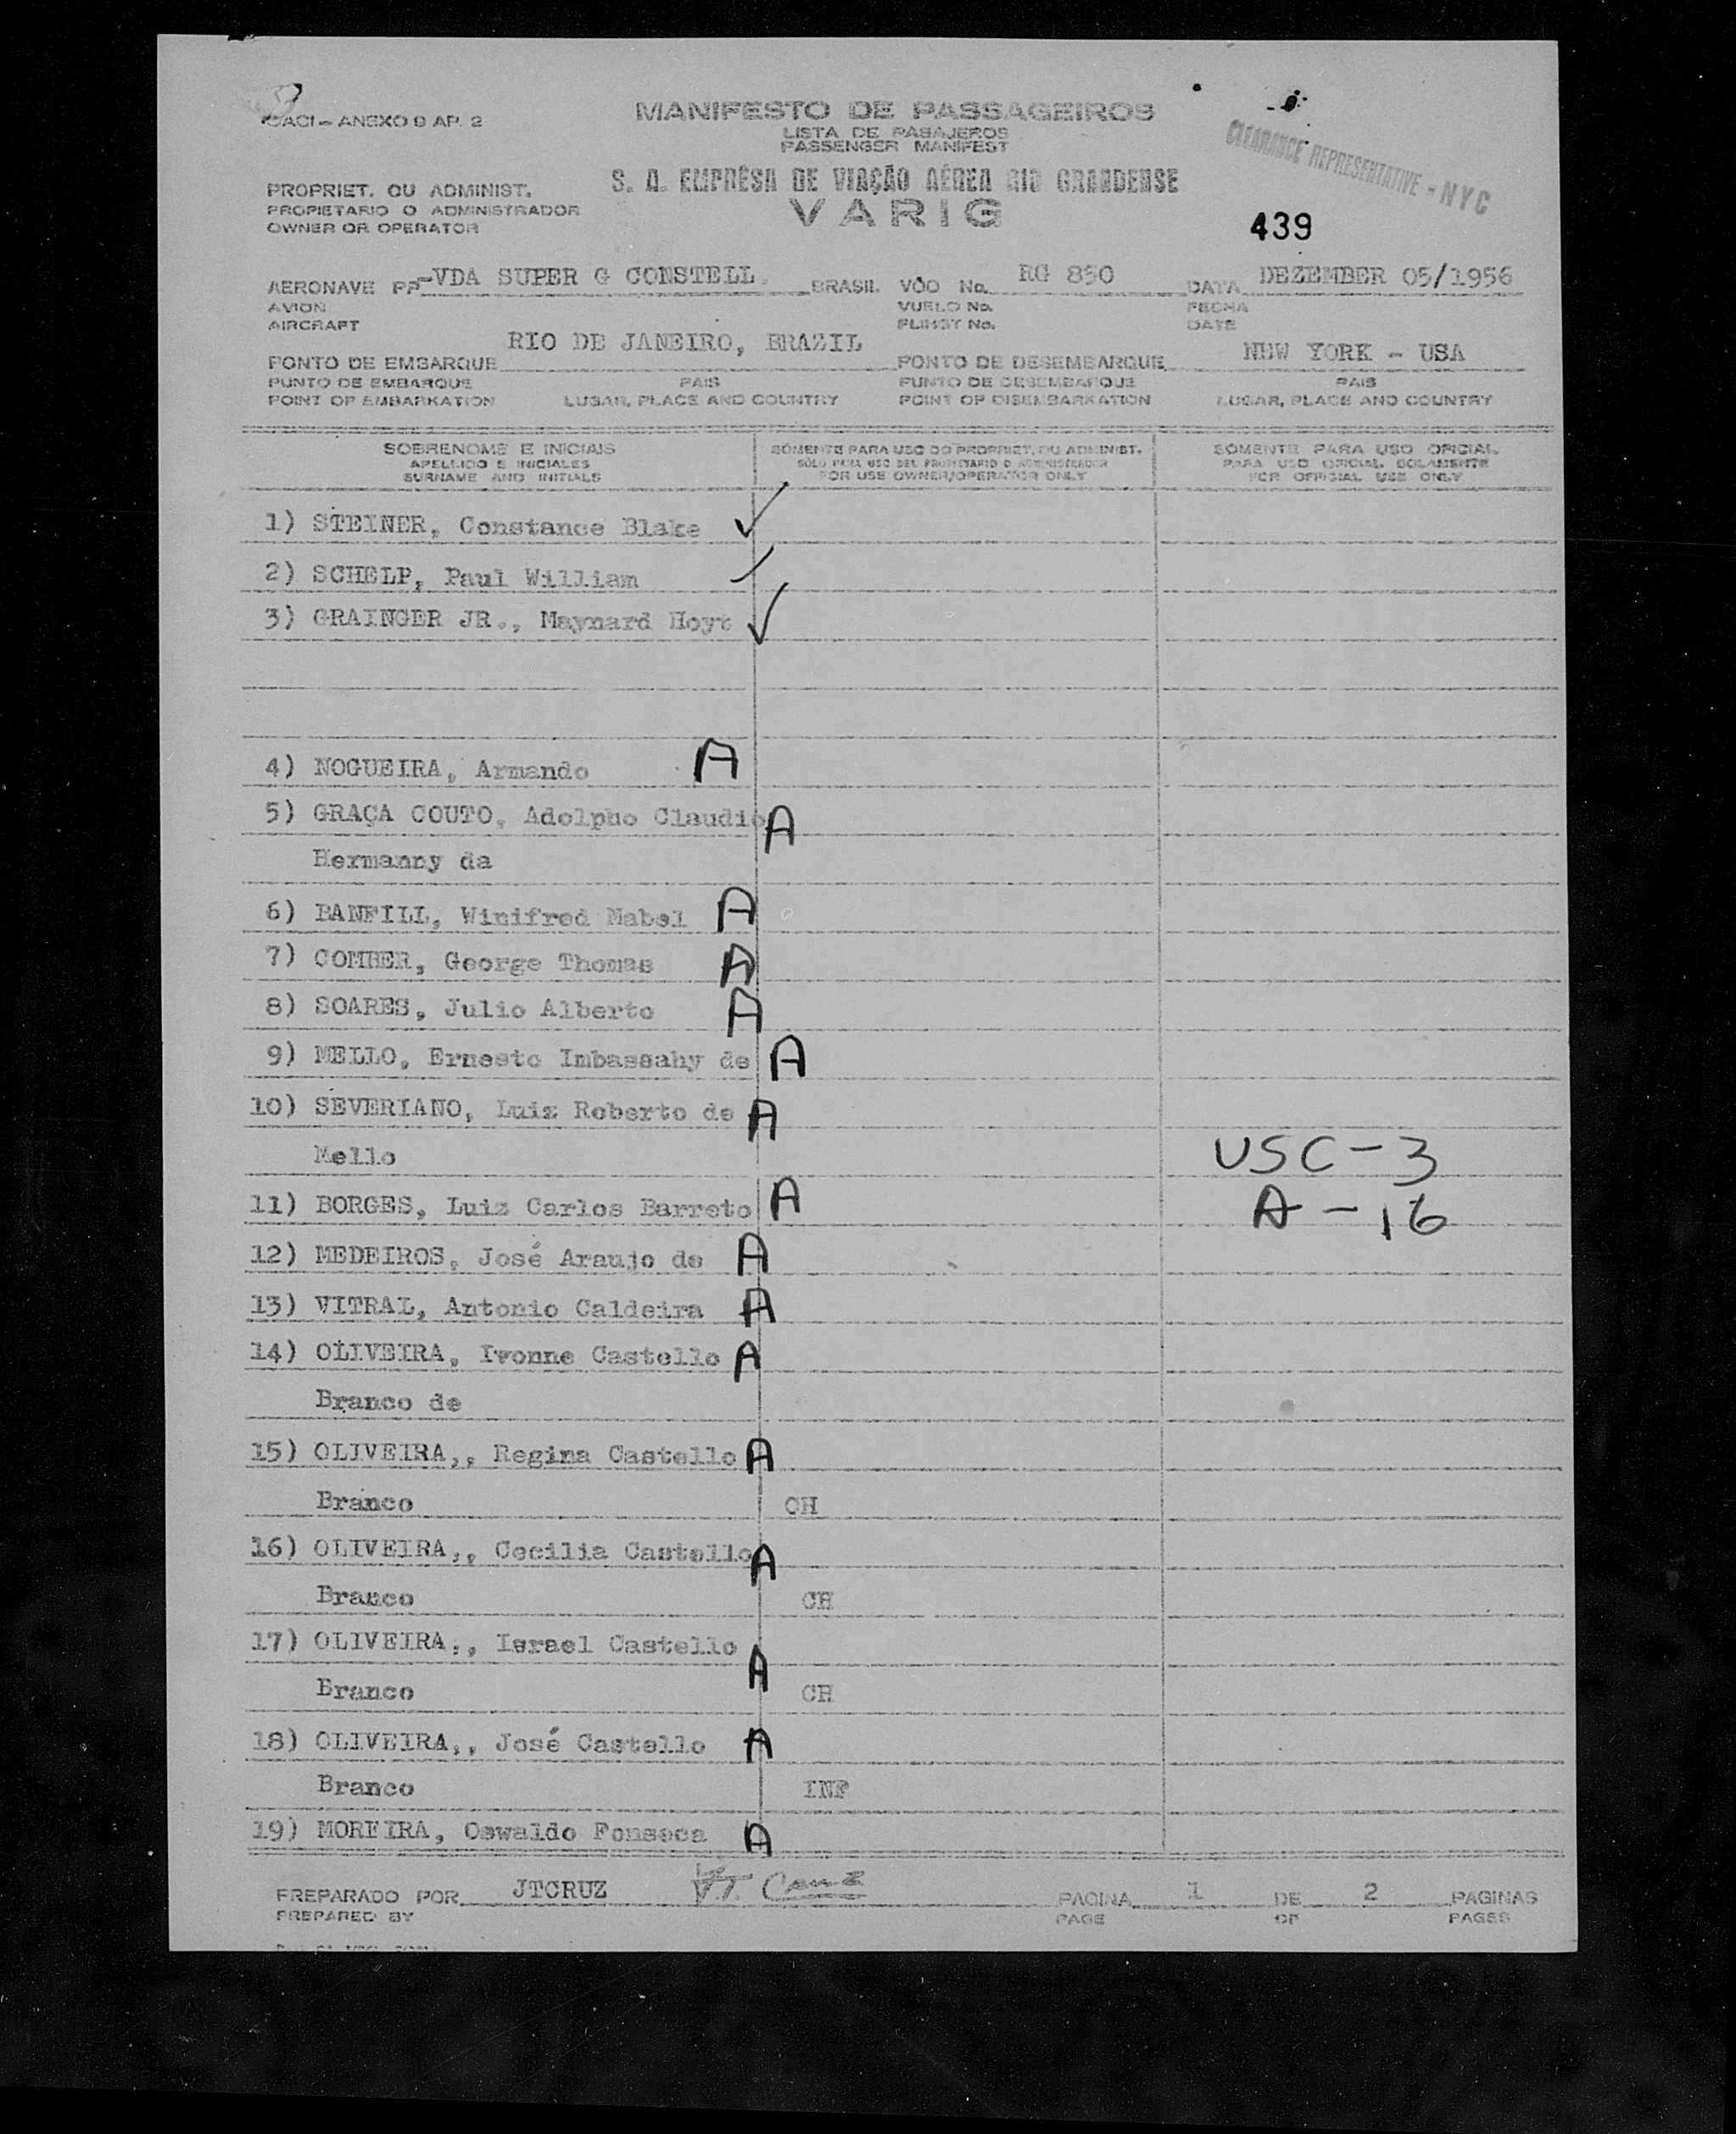 OACI - ANEXO 9 AP. 2
MANIFESTO DE PASSAGEIROS
LISTA DE PASAJEROS
PASSENGER MANIFEST
CLEARANCE REPRESENTATIVE - NYC
PROPRIET. OU ADMINIST.
PROPIETARIO O ADMINISTRADOR
OWNER OR OPERATOR
S. A. EMPRÊSA DE VIAÇÃO AÉREA RIO GRANDENSE
VARIG
439
AERONAVE PP-VDA SUPER G CONSTELL. BRASIL VÔO No. RG 850 DATA DEZEMBER 05/1956
AVION VUELO No. FECHA
AIRCRAFT FLIHGT No. DATE
PONTO DE EMBARQUE RIO DE JANEIRO, BRAZIL PONTO DE DESEMBARQUE NEW YORK - USA
PUNTO DE EMBARQUE PAIS PUNTO DE DESEMBARQUE PAIS
POINT OF EMBARKATION LUGAR, PLACE AND COUNTRY POINT OF DISEMBARKATION LUGAR, PLACE AND COUNTRY
SOBRENOME E INICIAIS SÓMENTE PARA USO DO PROPRIET. OU ADMINIST. SÓMENTE PARA USO OFICIAL
APELLIDO E INICIALES SÓLO PARA USO DEL PROPIETARIO O ADMINISTRADOR PARA USO OFICIAL SOLAMENTE
SURNAME AND INITIALS FOR USE OWNER/OPERATOR ONLY FOR OFFICIAL USE ONLY
1) STEINER, Constance Blake
2) SCHELP, Paul William
3) GRAINGER JR., Maynard Hoyt
4) NOGUEIRA, Armando A
5) GRAÇA COUTO, Adolpho Claudio A
Hermanny da
6) BANFILL, Winifred Mabel A
7) COMBER, George Thomas A
8) SOARES, Julio Alberto A
9) MELLO, Ernesto Imbassahy de A
10) SEVERIANO, Luiz Roberto de A
Mello USC-3
11) BORGES, Luiz Carlos Barreto A A-16
12) MEDEIROS, José Araujo de A
13) VITRAL, Antonio Caldeira A
14) OLIVEIRA, Ivonne Castello A
Branco de
15) OLIVEIRA,, Regina Castello A
Branco CH
16) OLIVEIRA,, Cecilia Castello A
Branco CH
17) OLIVEIRA,, Israel Castello A
Branco CH
18) OLIVEIRA,, José Castello A
Branco INF
19) MOREIRA, Oswaldo Fonseca A
PREPARADO POR JTCRUZ PAGINA 1 DE 2 PAGINAS
PREPARED BY PAGE OF PAGES